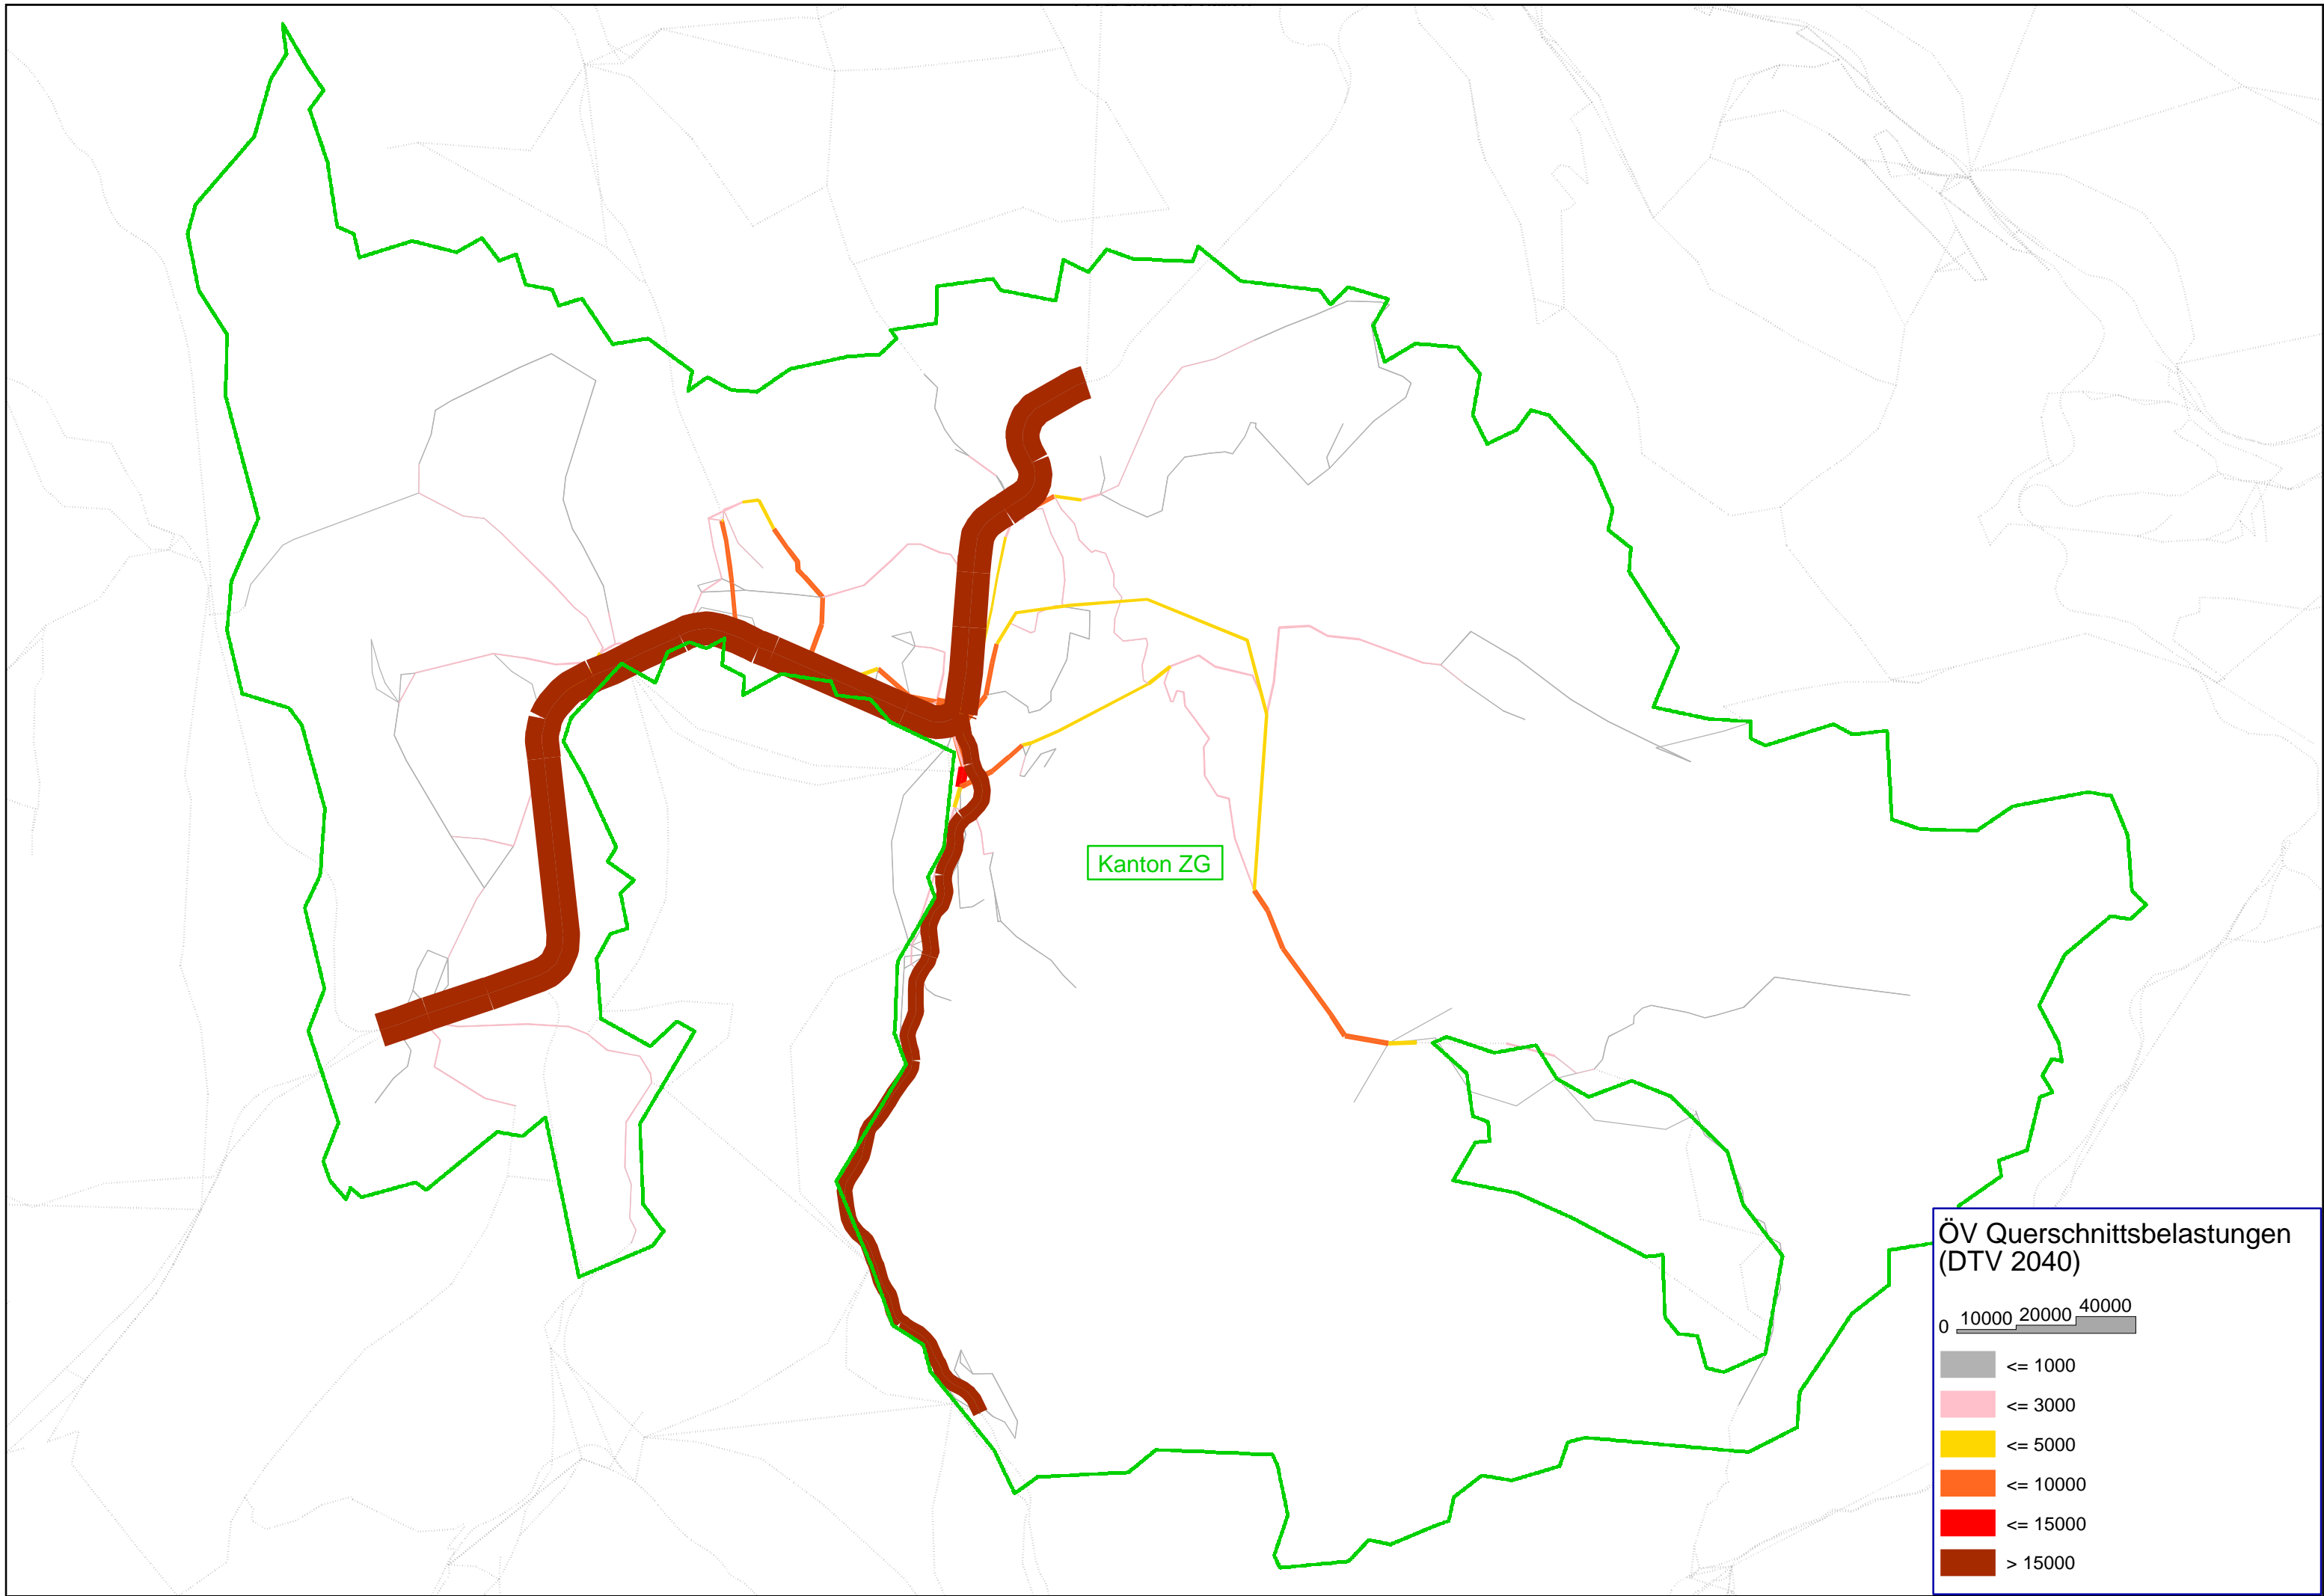 Kanton ZG
ÖV Querschnittsbelastungen
(DTV 2040)
0 10000 20000 40000
<= 1000
<= 3000
<= 5000
<= 10000
<= 15000
> 15000